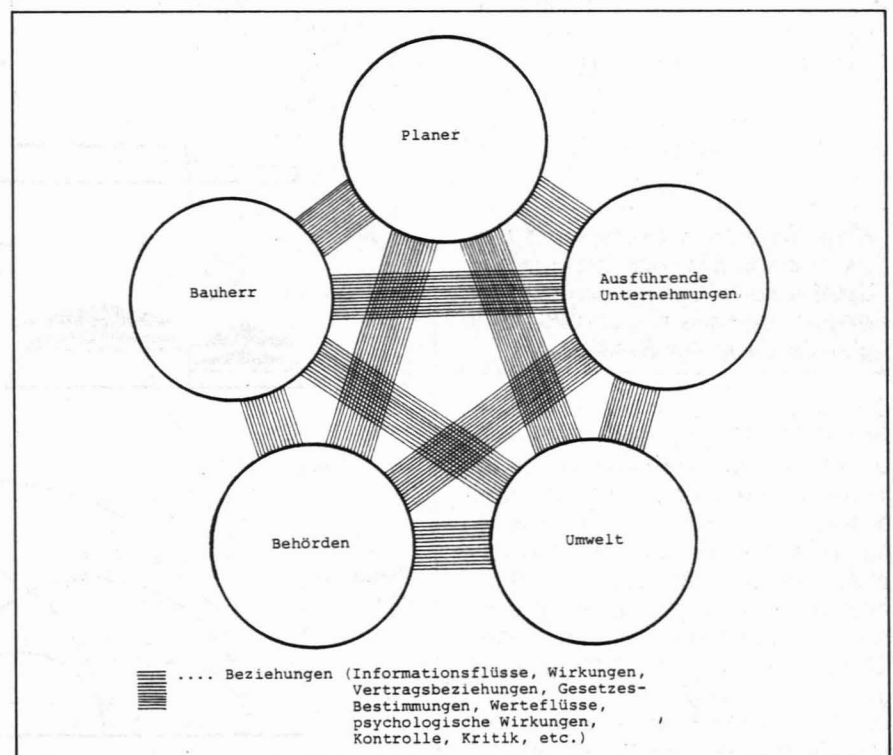 Planer
Bauherr
Ausführende
Unternehmungen
Behörden
Umwelt
.... Beziehungen (Informationsflüsse, Wirkungen,
Vertragsbeziehungen, Gesetzes-
Bestimmungen, Werteflüsse,
psychologische Wirkungen,
Kontrolle, Kritik, etc.)